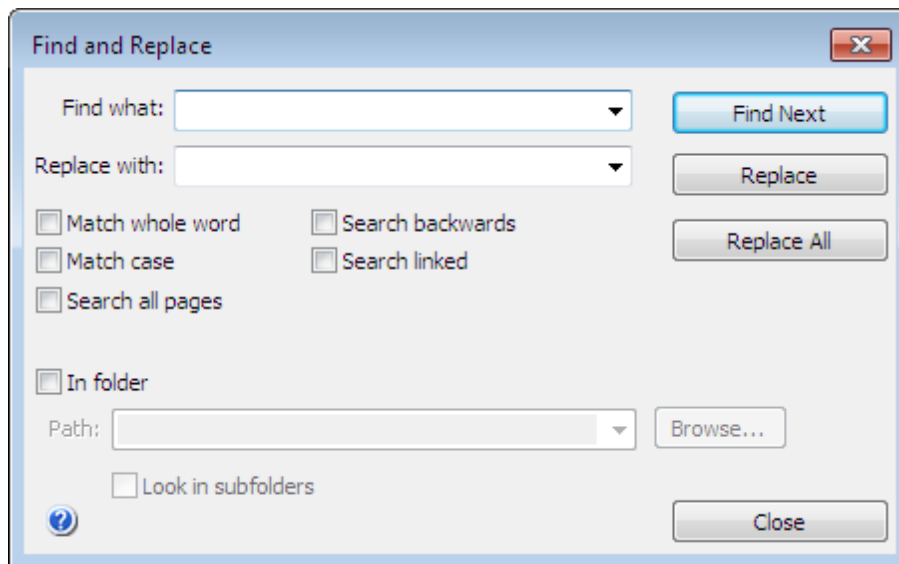 Find and Replace
Find what:
Find Next
Replace with:
Replace
Match whole word
Search backwards
Replace All
Match case
Search linked
Search all pages
In folder
Path:
Browse...
Look in subfolders
?
Close